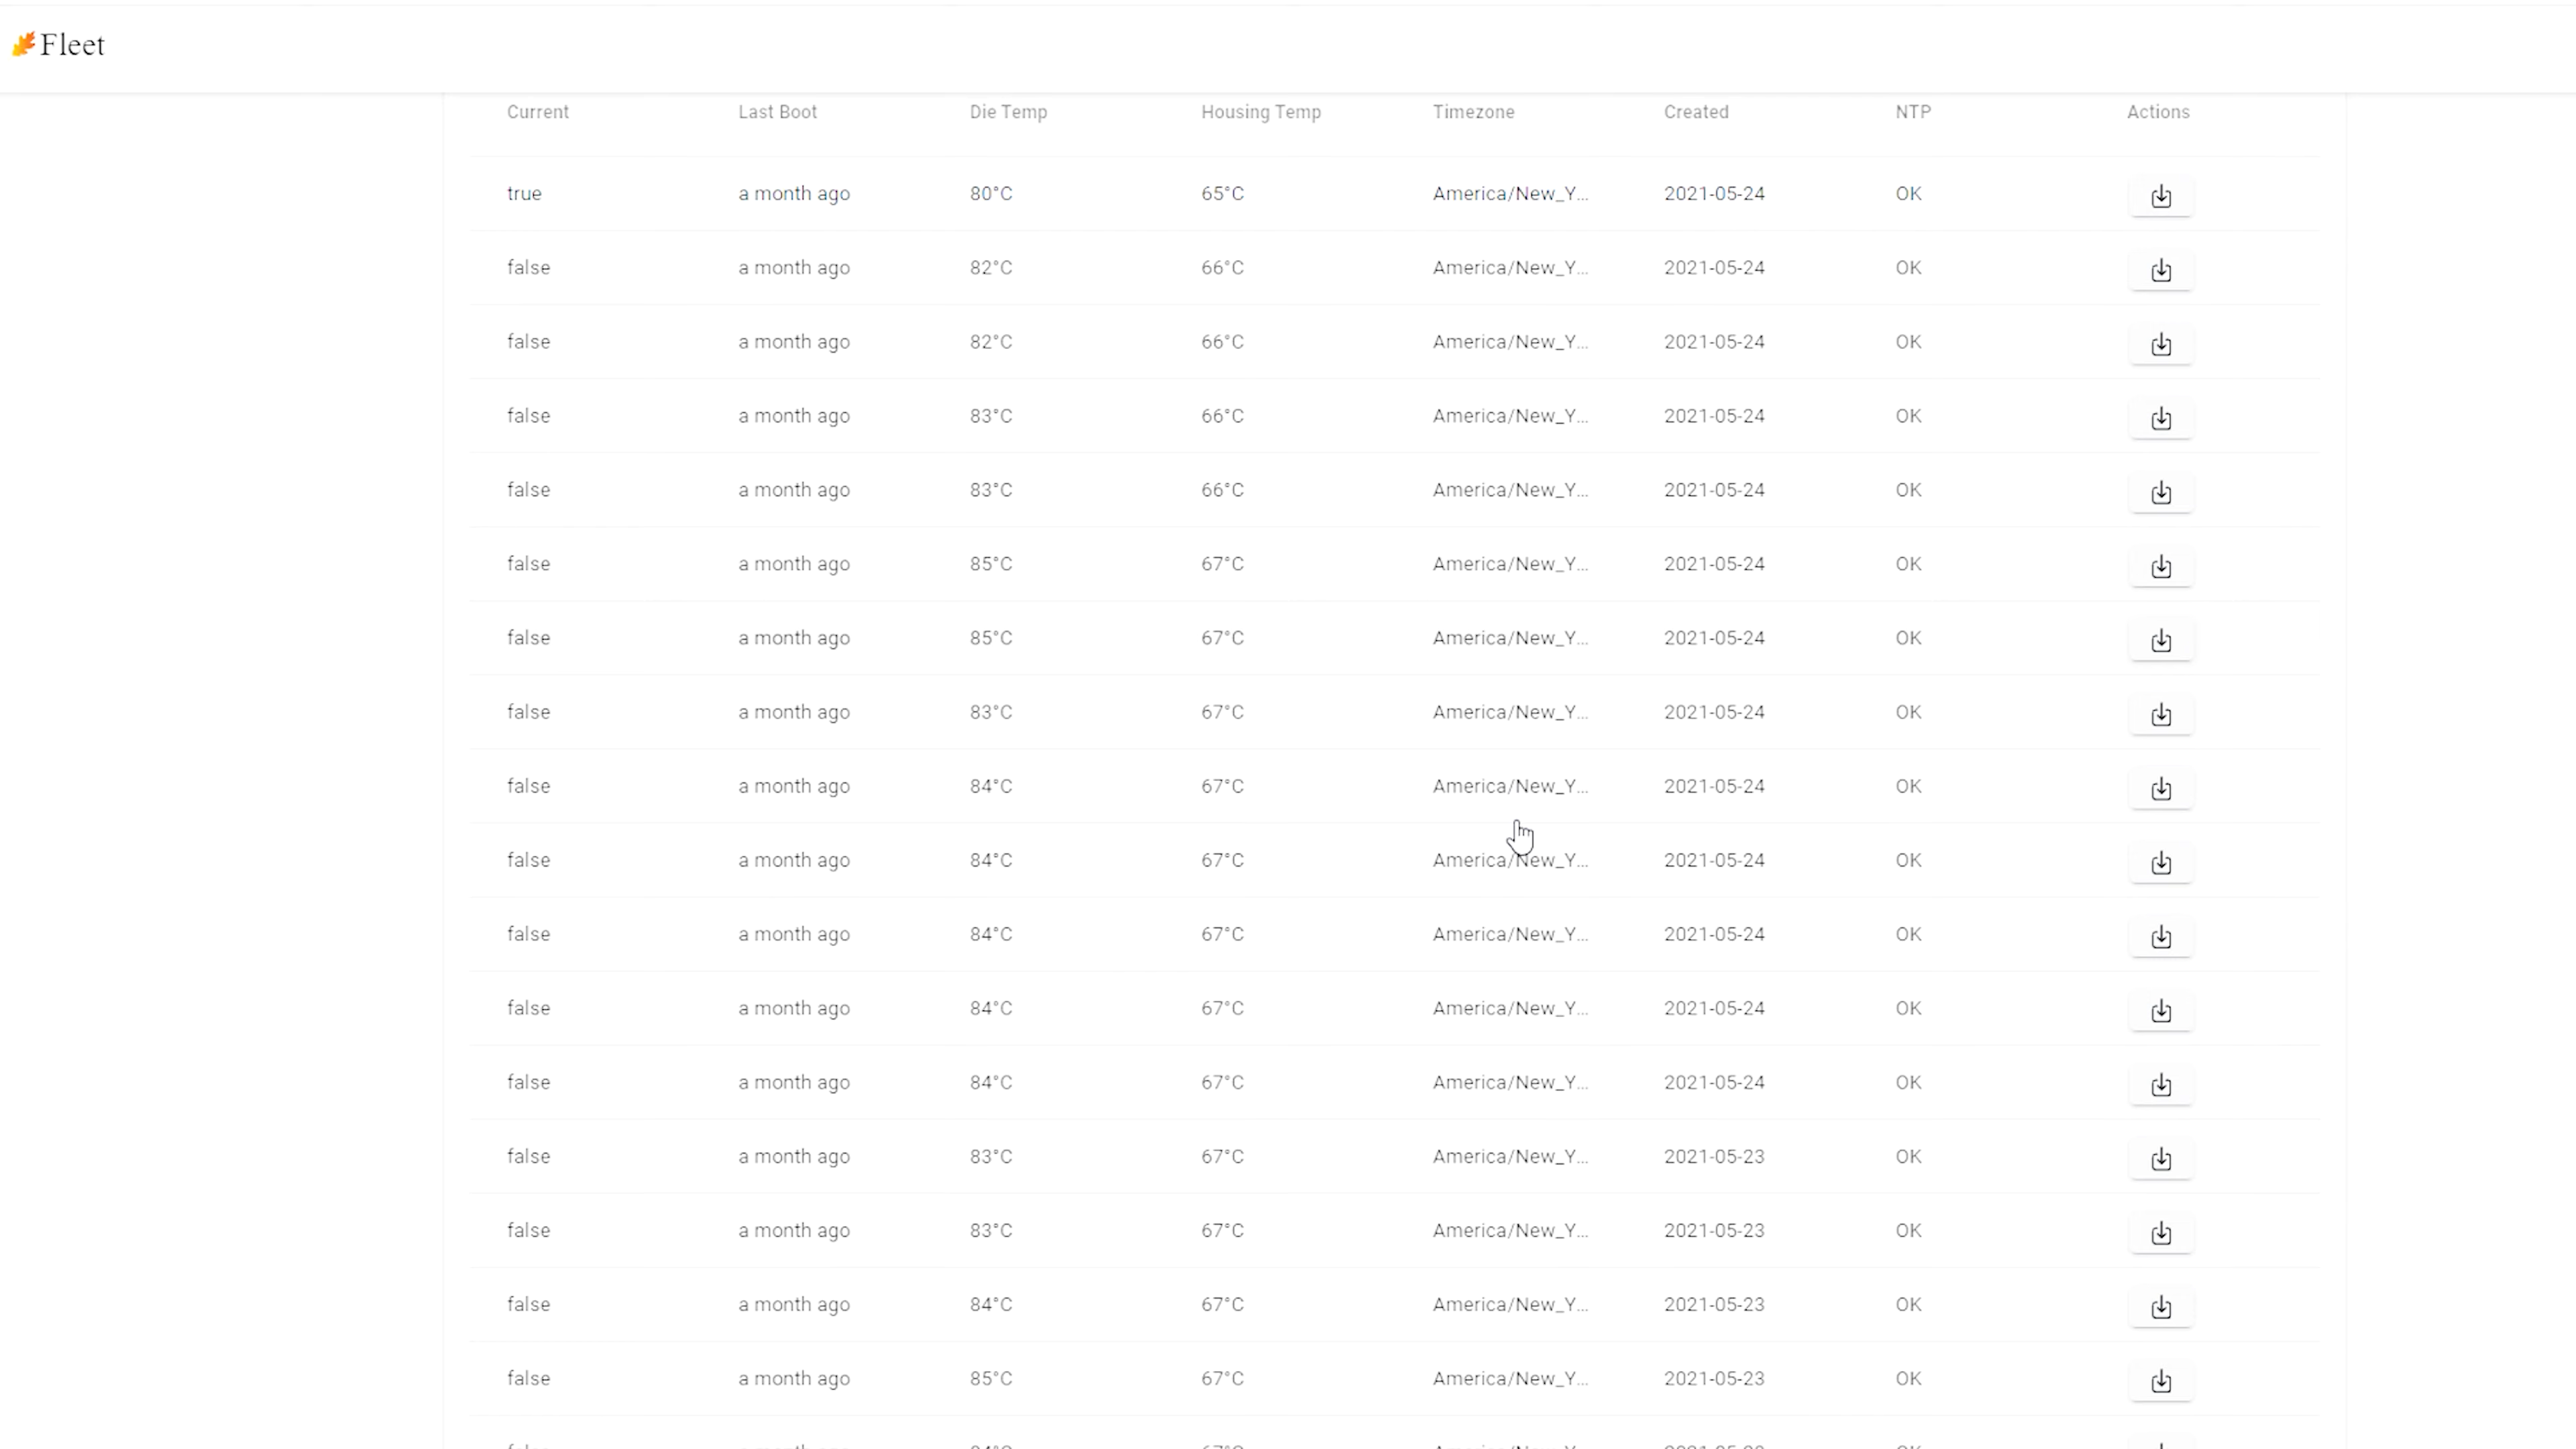 Fleet
Current Last Boot Die Temp Housing Temp Timezone Created NTP Actions
true a month ago 80°C 65°C America/New_Y... 2021-05-24 OK
false a month ago 82°C 66°C America/New_Y... 2021-05-24 OK
false a month ago 82°C 66°C America/New_Y... 2021-05-24 OK
false a month ago 83°C 66°C America/New_Y... 2021-05-24 OK
false a month ago 83°C 66°C America/New_Y... 2021-05-24 OK
false a month ago 85°C 67°C America/New_Y... 2021-05-24 OK
false a month ago 85°C 67°C America/New_Y... 2021-05-24 OK
false a month ago 83°C 67°C America/New_Y... 2021-05-24 OK
false a month ago 84°C 67°C America/New_Y... 2021-05-24 OK
false a month ago 84°C 67°C America/New_Y... 2021-05-24 OK
false a month ago 84°C 67°C America/New_Y... 2021-05-24 OK
false a month ago 84°C 67°C America/New_Y... 2021-05-24 OK
false a month ago 84°C 67°C America/New_Y... 2021-05-24 OK
false a month ago 83°C 67°C America/New_Y... 2021-05-23 OK
false a month ago 83°C 67°C America/New_Y... 2021-05-23 OK
false a month ago 84°C 67°C America/New_Y... 2021-05-23 OK
false a month ago 85°C 67°C America/New_Y... 2021-05-23 OK